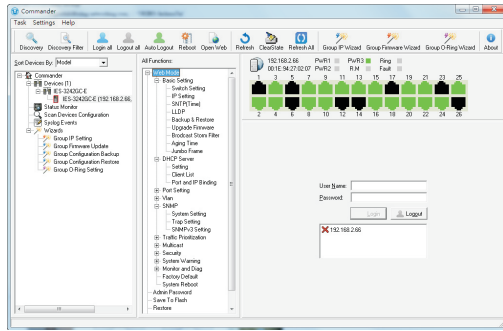 Commander
Task Settings Help
Discovery Discovery Filter Login all Logout all Auto Logout Reboot Open Web Refresh ClearState Refresh All Group IP Wizard Group Firmware Wizard Group O-Ring Wizard About
Sort Devices By: Model
Commander
Devices (1)
IES-3242GC-E
IES-3242GC-E (192.168.2.66,
Status Monitor
Scan Devices Configuration
Syslog Events
Wizards
Group IP Setting
Group Firmware Update
Group Configuration Backup
Group Configuration Restore
Group O-Ring Setting
All Functions:
Web Mode
Basic Setting
Switch Setting
IP Setting
SNTP(Time)
LLDP
Backup & Restore
Upgrade Firmware
Brodcast Storm Filter
Aging Time
Jumbo Frame
DHCP Server
Setting
Client List
Port and IP Binding
Port Setting
Vlan
SNMP
System Setting
Trap Setting
SNMPv3 Setting
Traffic Prioritization
Multicast
Security
System Warning
Monitor and Diag
Factory Default
System Reboot
Admin Password
Save To Flash
Restore
192.168.2.66 PwR1 PwR3 Ring
00:1E:94:27:02:07 PwR2 R.M Fault
1 3 5 7 9 11 13 15 17 19 21 23 25
2 4 6 8 10 12 14 16 18 20 22 24 26
User Name:
Password:
Login Logout
192.168.2.66